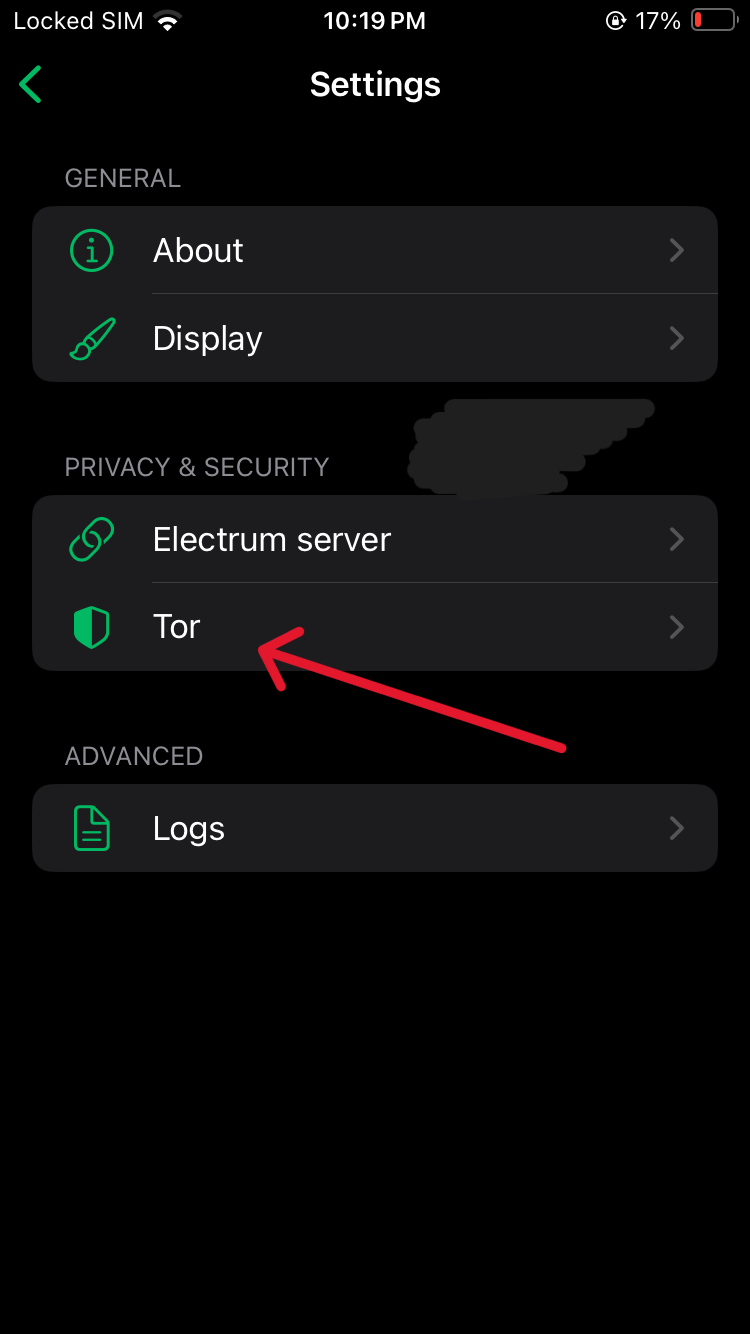 Locked SIM 10:19 PM 17%
Settings
GENERAL
About
Display
PRIVACY & SECURITY
Electrum server
Tor
ADVANCED
Logs